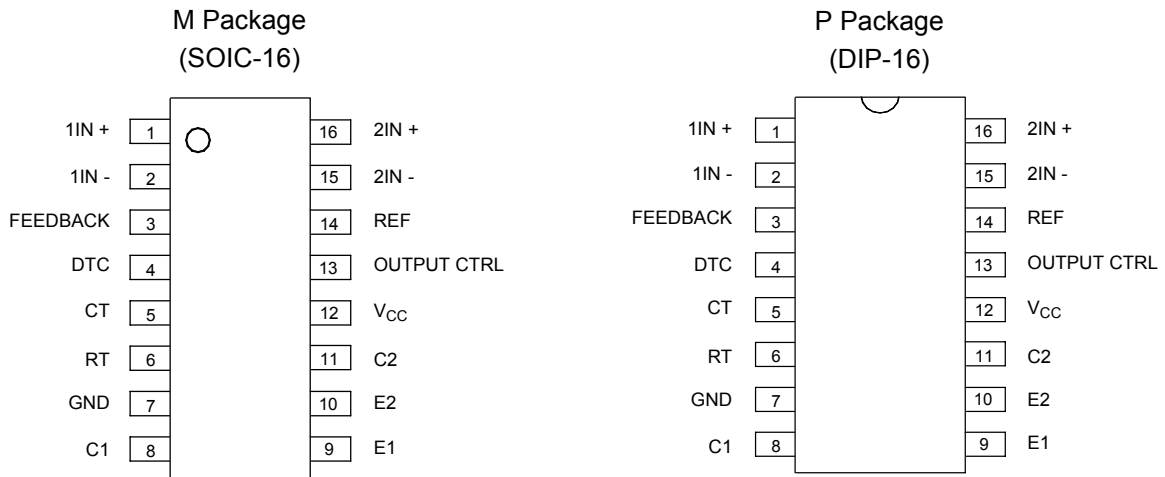 M Package
(SOIC-16)
1IN + 1 16 2IN +
1IN - 2 15 2IN -
FEEDBACK 3 14 REF
DTC 4 13 OUTPUT CTRL
CT 5 12 VCC
RT 6 11 C2
GND 7 10 E2
C1 8 9 E1
P Package
(DIP-16)
1IN + 1 16 2IN +
1IN - 2 15 2IN -
FEEDBACK 3 14 REF
DTC 4 13 OUTPUT CTRL
CT 5 12 VCC
RT 6 11 C2
GND 7 10 E2
C1 8 9 E1